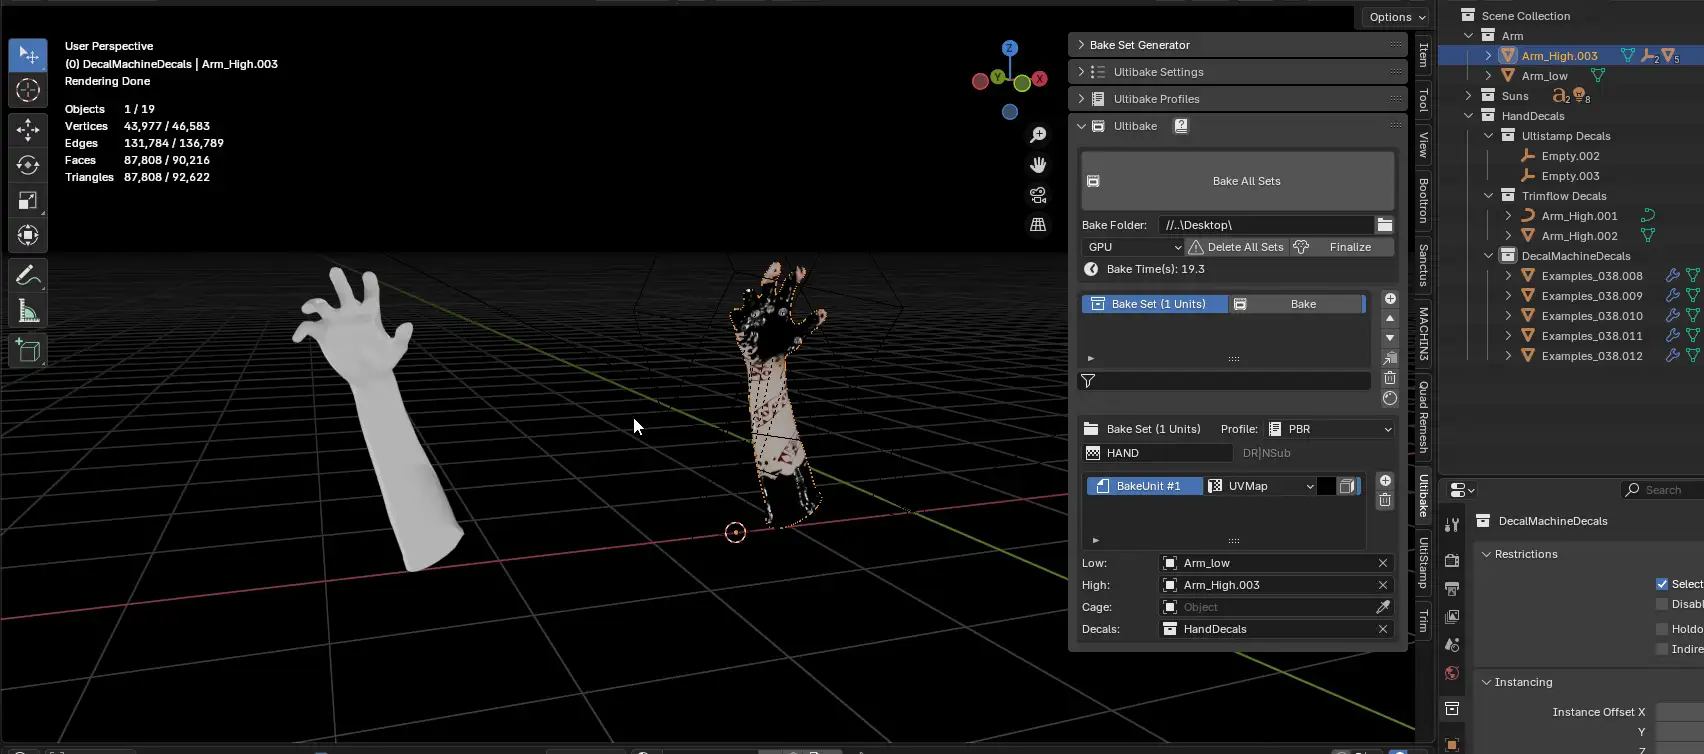 Options
User Perspective
(0) DecalMachineDecals | Arm_High.003
Rendering Done
Objects 1 / 19
Vertices 43,977 / 46,583
Edges 131,784 / 136,789
Faces 87,808 / 90,216
Triangles 87,808 / 92,622
Z
Y
X
Bake Set Generator
Ultibake Settings
Ultibake Profiles
Ultibake
Bake All Sets
Bake Folder: //..\Desktop\
GPU Delete All Sets Finalize
Bake Time(s): 19.3
Bake Set (1 Units) Bake
Bake Set (1 Units) Profile: PBR
HAND DR|NSub
BakeUnit #1 UVMap
Low: Arm_low
High: Arm_High.003
Cage: Object
Decals: HandDecals
Item
Tool
View
Booltron
Sanctus
MACHIN3
Quad Remesh
Ultibake
UltiStamp
Trim
Scene Collection
Arm
Arm_High.003 2 5
Arm_low
Suns 2 8
HandDecals
Ultistamp Decals
Empty.002
Empty.003
Trimflow Decals
Arm_High.001
Arm_High.002
DecalMachineDecals
Examples_038.008
Examples_038.009
Examples_038.010
Examples_038.011
Examples_038.012
Search
DecalMachineDecals
Restrictions
Select
Disabl
Holdo
Indire
Instancing
Instance Offset X
Y
Z